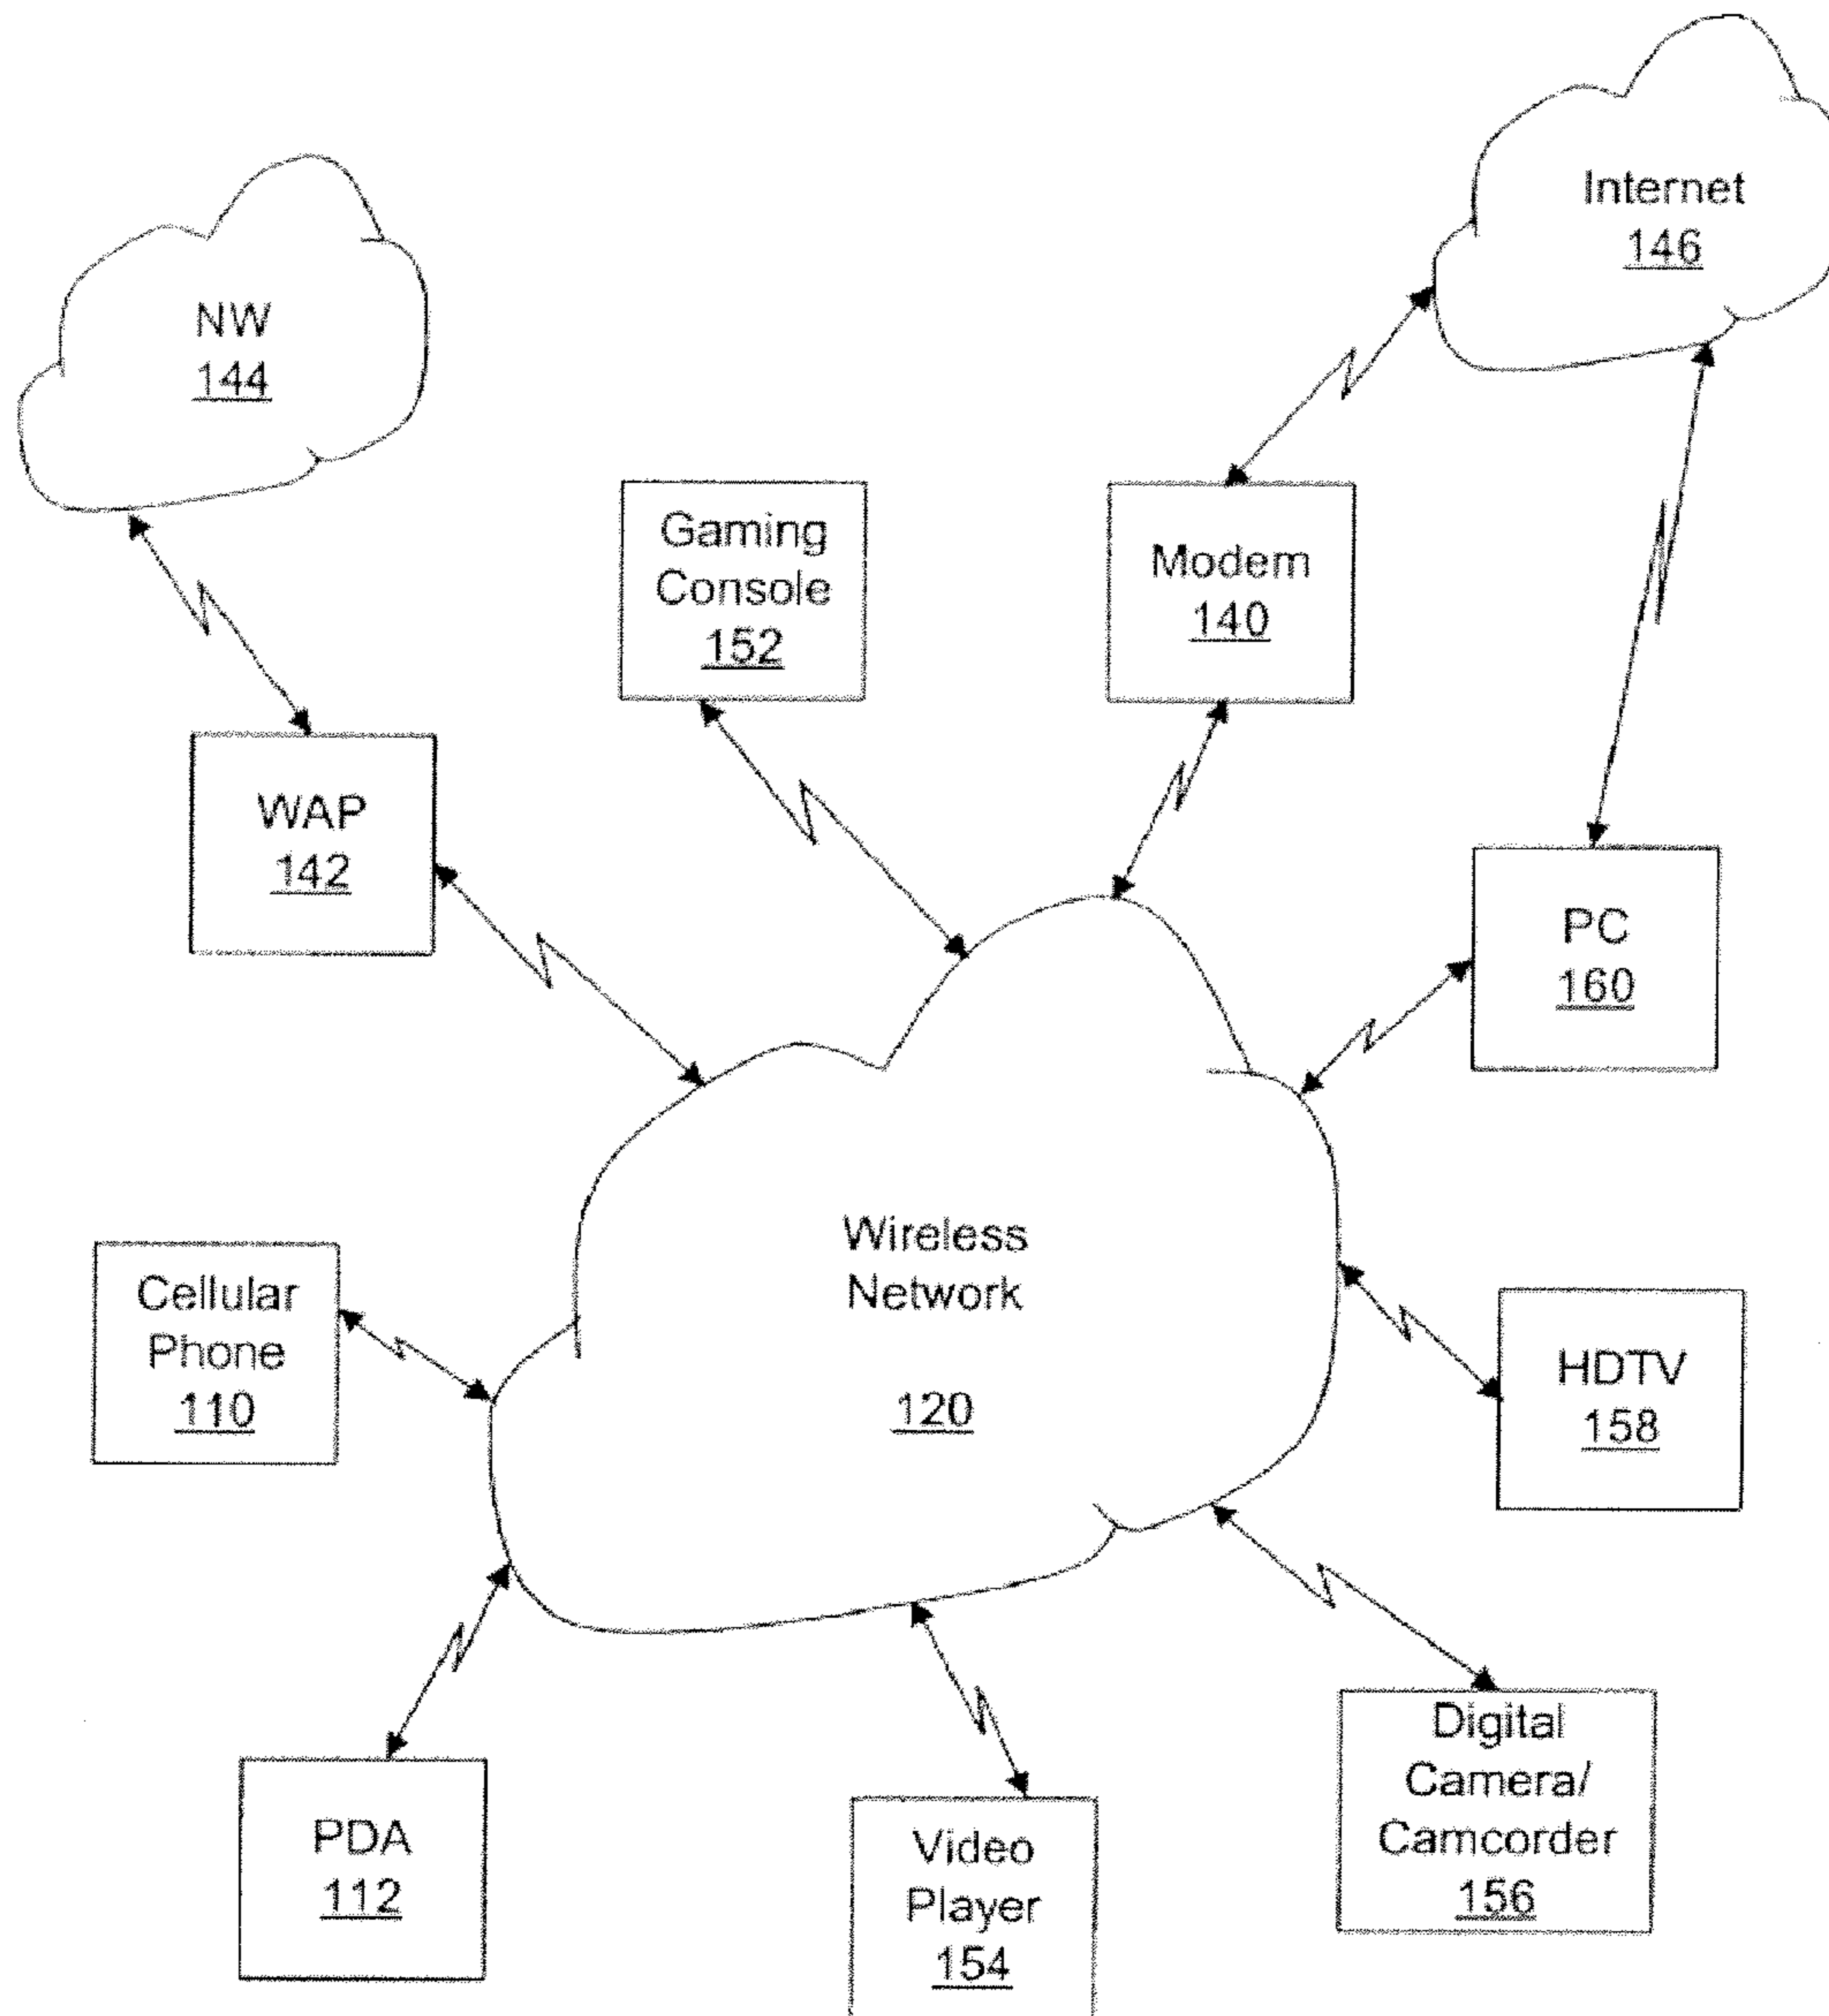 Internet
146
NW
144
Gaming
Console
152
Modem
140
WAP
142
PC
160
Wireless
Network
120
Cellular
Phone
110
HDTV
158
PDA
112
Video
Player
154
Digital
Camera/
Camcorder
156